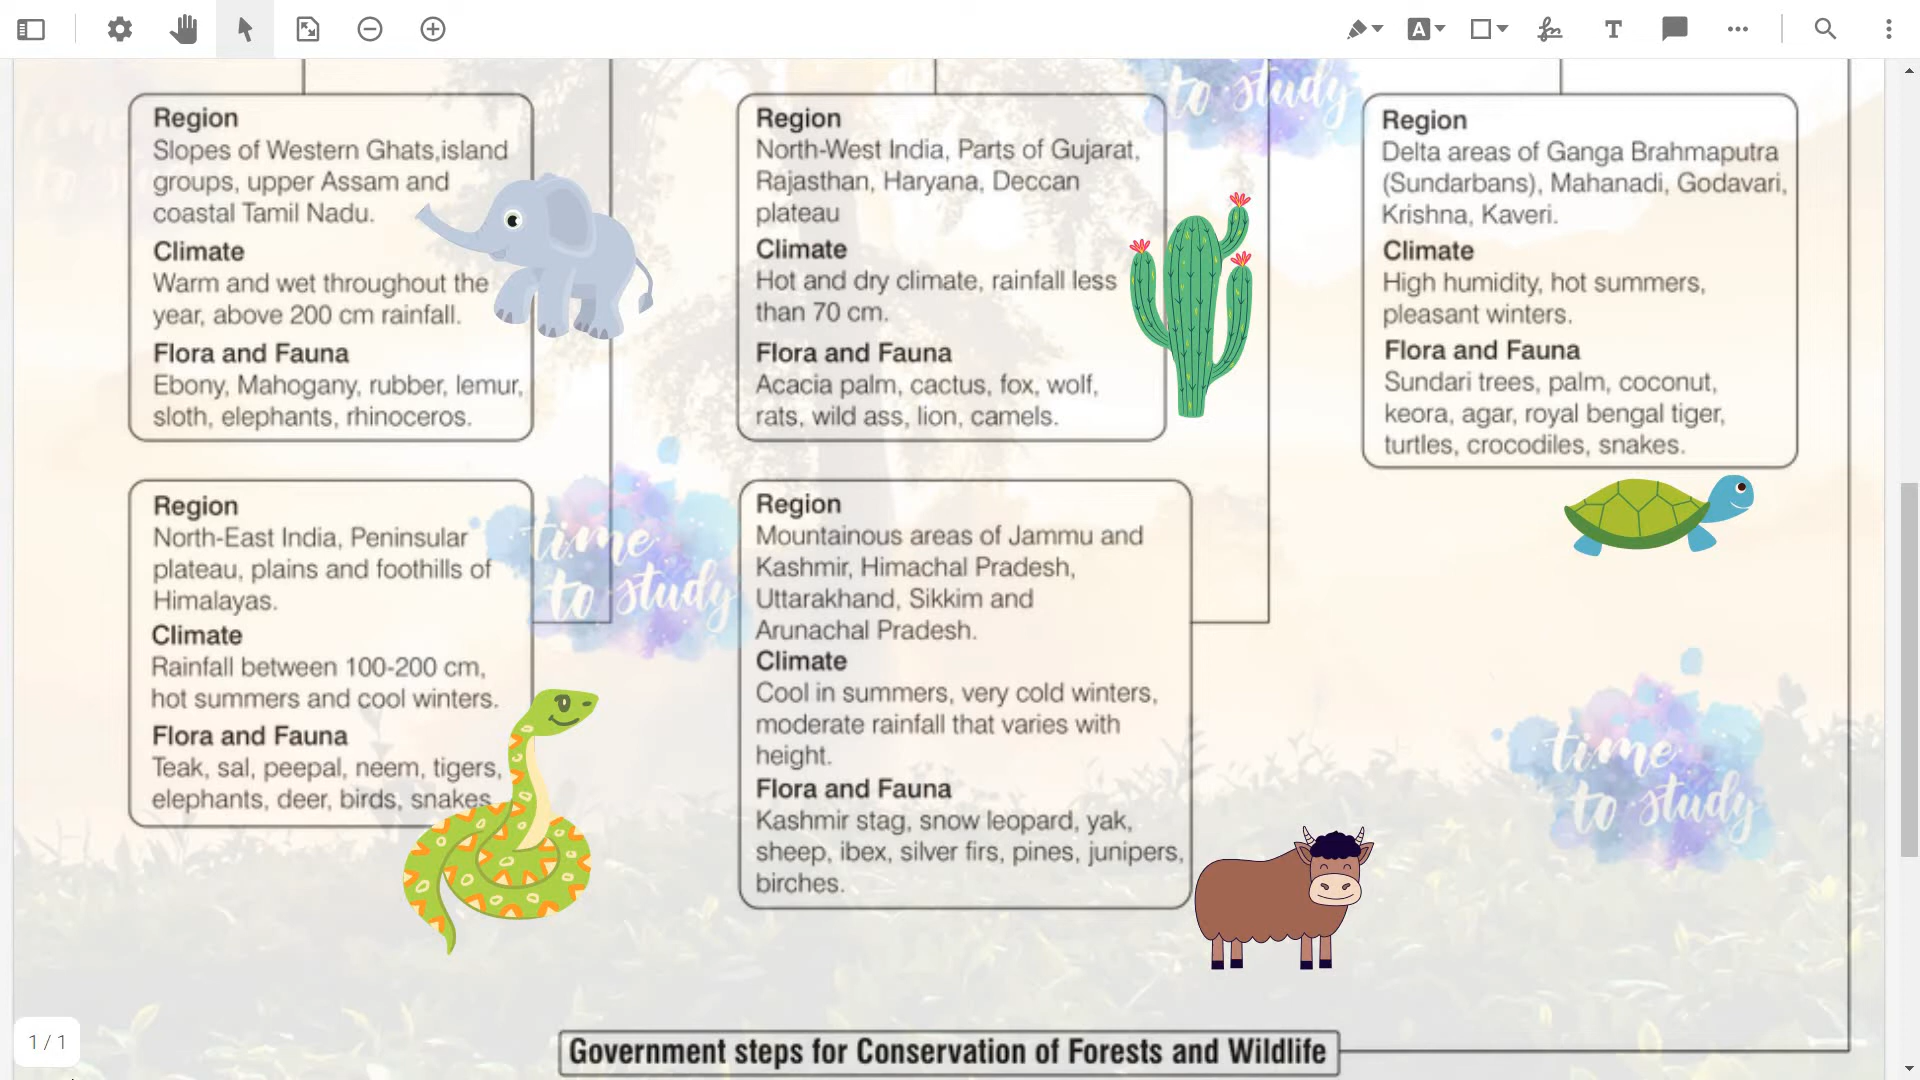 to study
Region
Slopes of Western Ghats,island
groups, upper Assam and
coastal Tamil Nadu.
Climate
Warm and wet throughout the
year, above 200 cm rainfall.
Flora and Fauna
Ebony, Mahogany, rubber, lemur,
sloth, elephants, rhinoceros.
Region
North-West India, Parts of Gujarat,
Rajasthan, Haryana, Deccan
plateau
Climate
Hot and dry climate, rainfall less
than 70 cm.
Flora and Fauna
Acacia palm, cactus, fox, wolf,
rats, wild ass, lion, camels.
Region
Delta areas of Ganga Brahmaputra
(Sundarbans), Mahanadi, Godavari,
Krishna, Kaveri.
Climate
High humidity, hot summers,
pleasant winters.
Flora and Fauna
Sundari trees, palm, coconut,
keora, agar, royal bengal tiger,
turtles, crocodiles, snakes.
Region
North-East India, Peninsular
plateau, plains and foothills of
Himalayas.
Climate
Rainfall between 100-200 cm,
hot summers and cool winters.
Flora and Fauna
Teak, sal, peepal, neem, tigers,
elephants, deer, birds, snakes
time
to study
Region
Mountainous areas of Jammu and
Kashmir, Himachal Pradesh,
Uttarakhand, Sikkim and
Arunachal Pradesh.
Climate
Cool in summers, very cold winters,
moderate rainfall that varies with
height.
Flora and Fauna
Kashmir stag, snow leopard, yak,
sheep, ibex, silver firs, pines, junipers,
birches.
time
to study
1 / 1
Government steps for Conservation of Forests and Wildlife